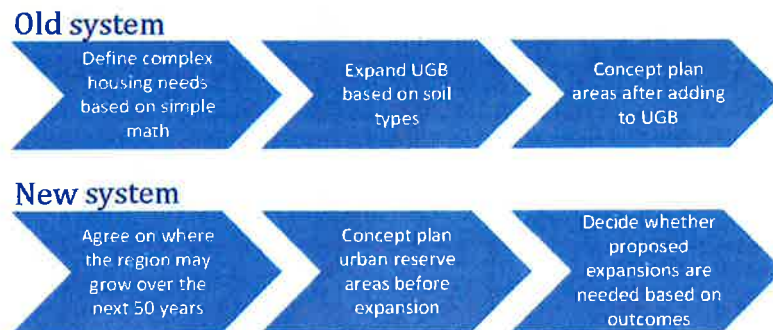 Old system
Define complex
housing needs
based on simple
math
Expand UGB
based on soil
types
Concept plan
areas after adding
to UGB
New system
Agree on where
the region may
grow over the
next 50 years
Concept plan
urban reserve
areas before
expansion
Decide whether
proposed
expansions are
needed based on
outcomes